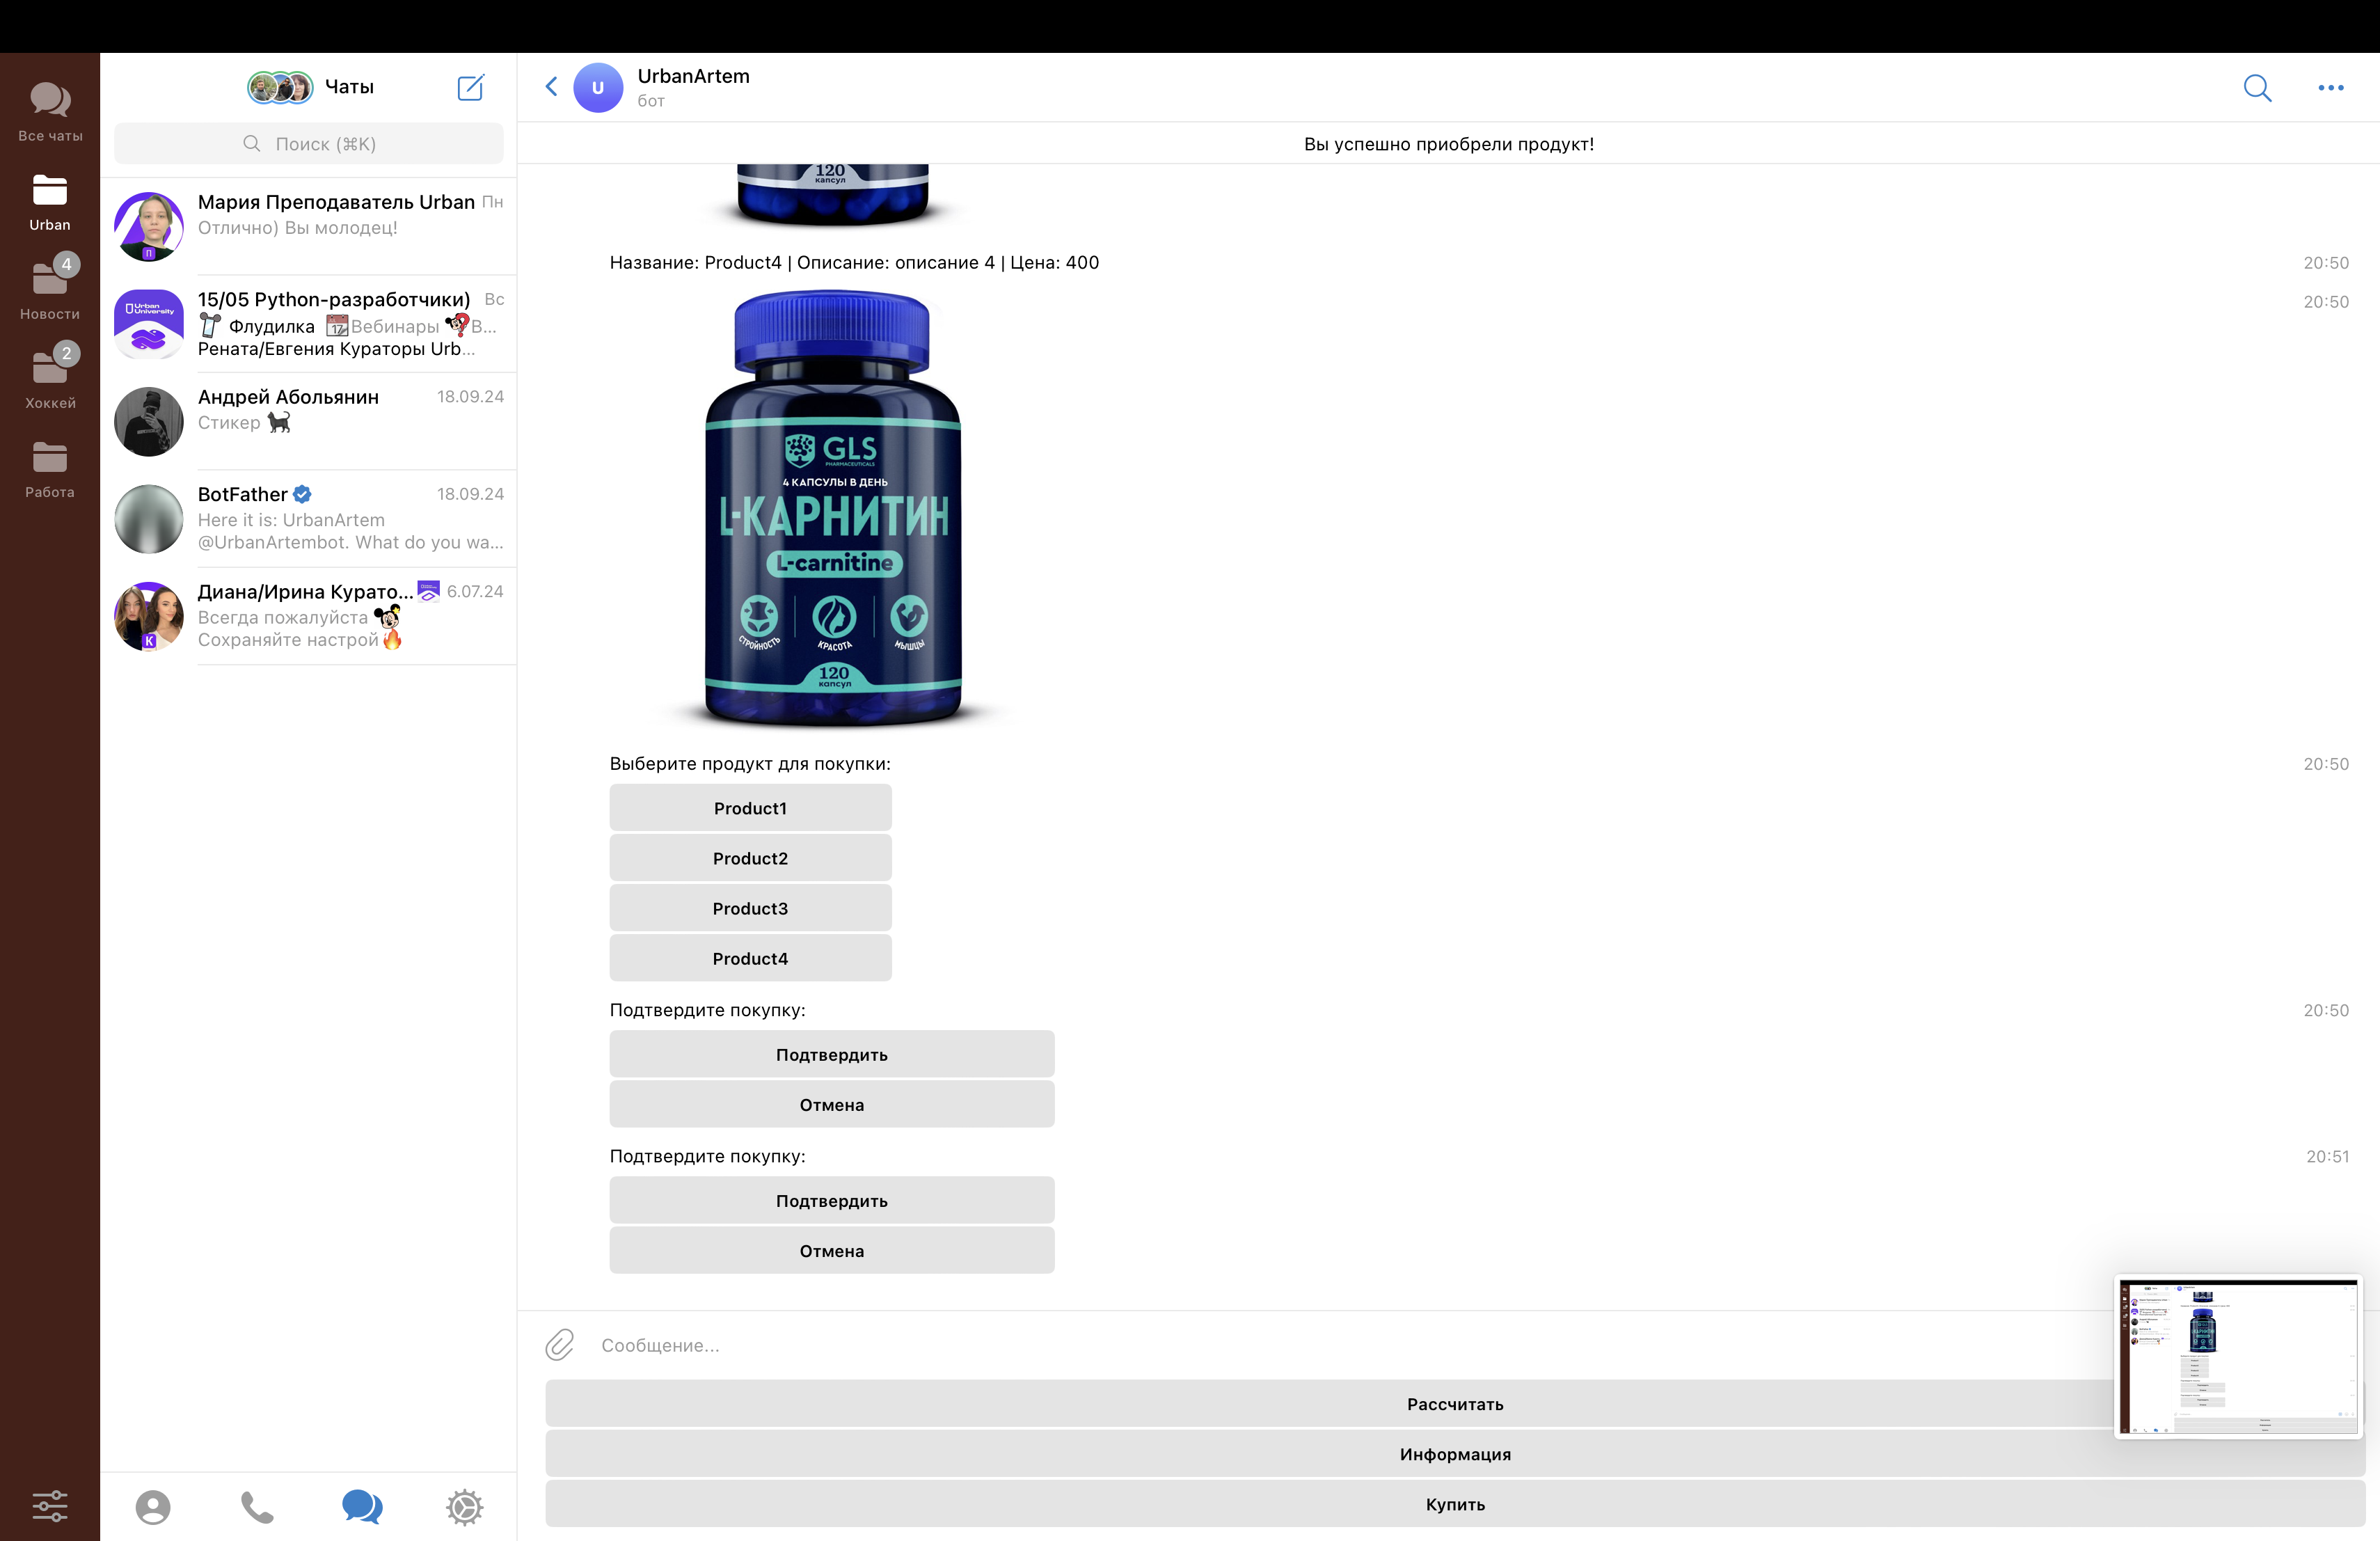 Все чаты
Urban
4
Новости
2
Хоккей
Работа
Чаты
Поиск (⌘K)
Мария Преподаватель Urban Пн
Отлично) Вы молодец!
П
Urban University
15/05 Python-разработчики) Вс
Флудилка 17 Вебинары В...
Рената/Евгения Кураторы Urb...
Андрей Абольянин 18.09.24
Стикер
BotFather 18.09.24
Here it is: UrbanArtem
@UrbanArtembot. What do you wa...
Диана/Ирина Курато... 6.07.24
Всегда пожалуйста
Сохраняйте настрой
К
U
UrbanArtem
бот
Вы успешно приобрели продукт!
120
капсул
Название: Product4 | Описание: описание 4 | Цена: 400 20:50
20:50
GLS
PHARMACEUTICALS
4 КАПСУЛЫ В ДЕНЬ
L-КАРНИТИН
L-carnitine
СТРОЙНОСТЬ КРАСОТА МЫШЦЫ
120
капсул
Выберите продукт для покупки: 20:50
Product1
Product2
Product3
Product4
Подтвердите покупку: 20:50
Подтвердить
Отмена
Подтвердите покупку: 20:51
Подтвердить
Отмена
Сообщение...
Рассчитать
Информация
Купить